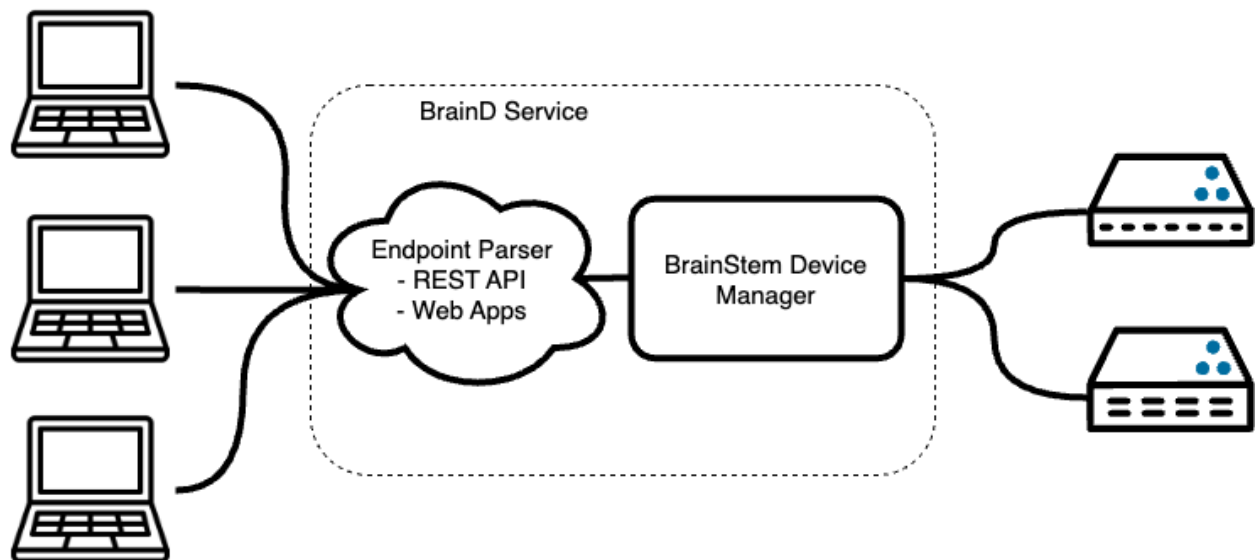 BrainD Service
Endpoint Parser
- REST API
- Web Apps
BrainStem Device
Manager